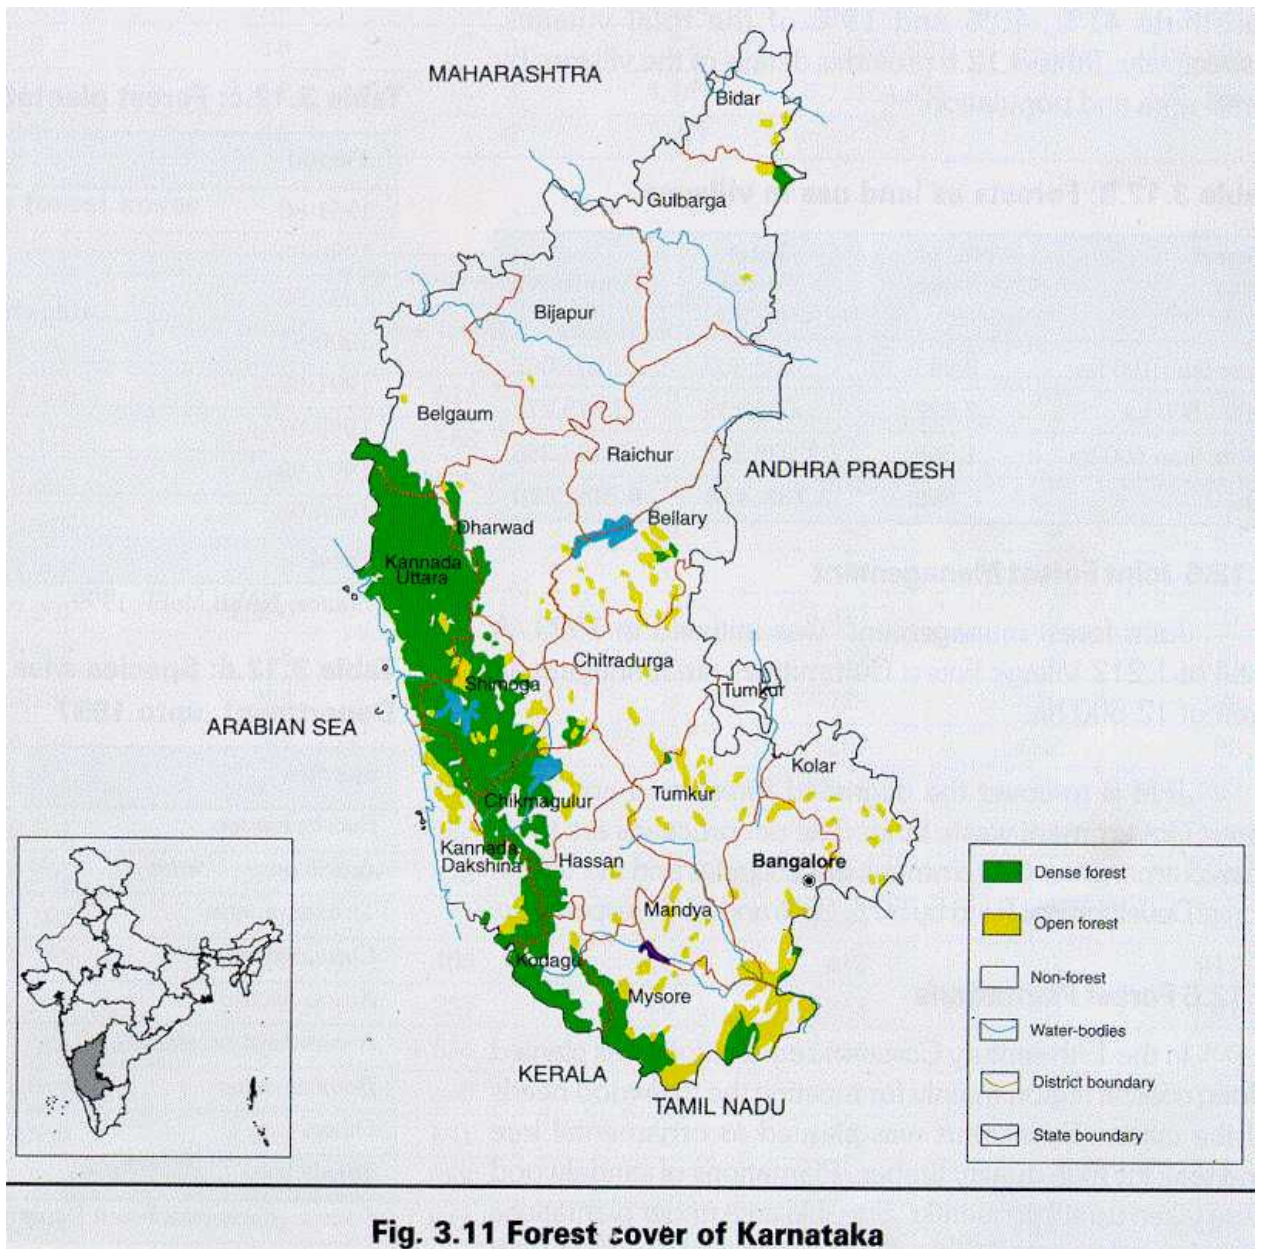 MAHARASHTRA
Bidar
Gulbarga
Bijapur
Belgaum
Raichur
ANDHRA PRADESH
Bellary
Dharwad
Kannada
Uttara
Chitradurga
Shimoga
Tumkur
ARABIAN SEA
Kolar
Tumkur
Chikmagulur
Kannada
Dakshina
Hassan
Bangalore
Mandya
Kodagu
Mysore
KERALA
TAMIL NADU
Dense forest
Open forest
Non-forest
Water-bodies
District boundary
State boundary
Fig. 3.11 Forest cover of Karnataka